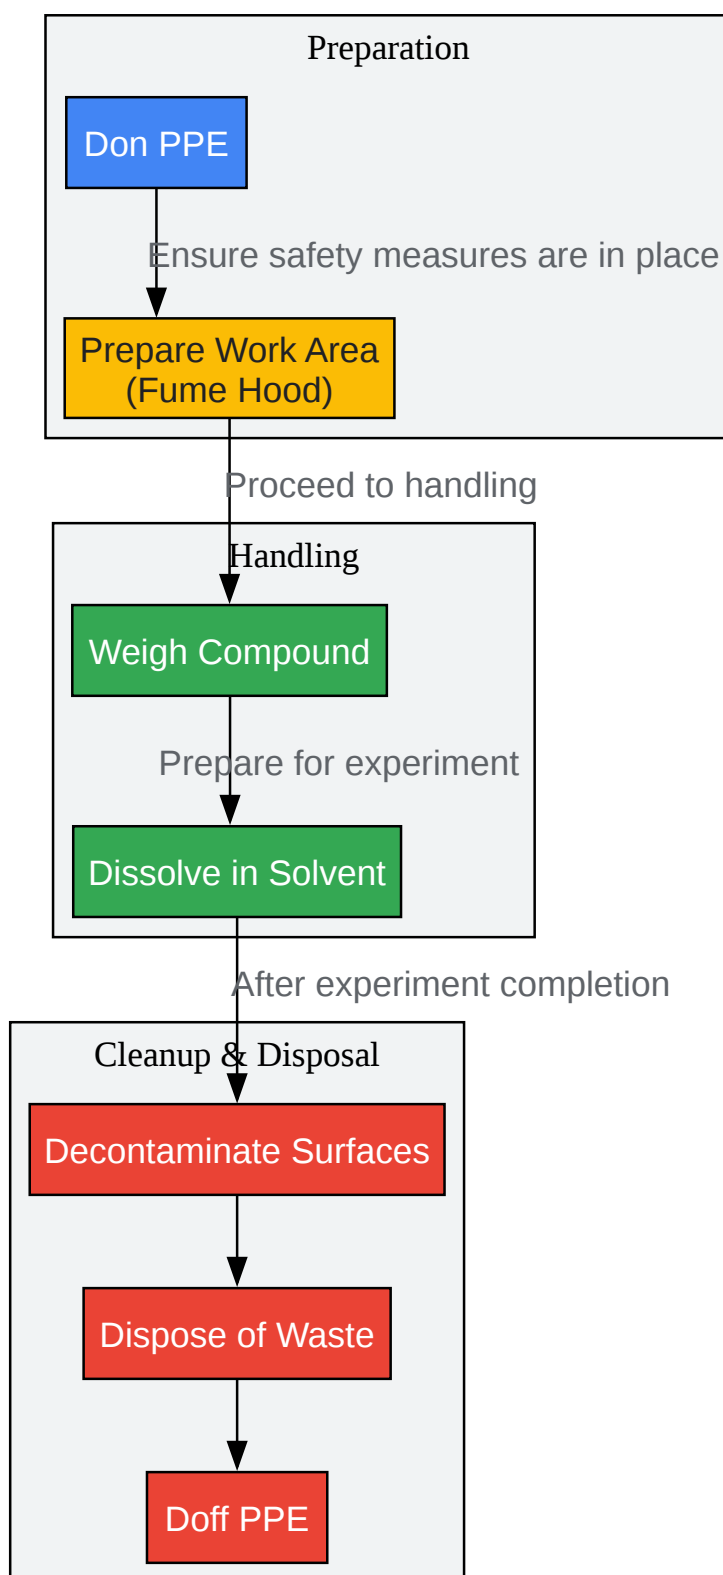 Preparation
Don PPE
Ensure safety measures are in place
Prepare Work Area
(Fume Hood)
Proceed to handling
Handling
Weigh Compound
Prepare for experiment
Dissolve in Solvent
After experiment completion
Cleanup & Disposal
Decontaminate Surfaces
Dispose of Waste
Doff PPE